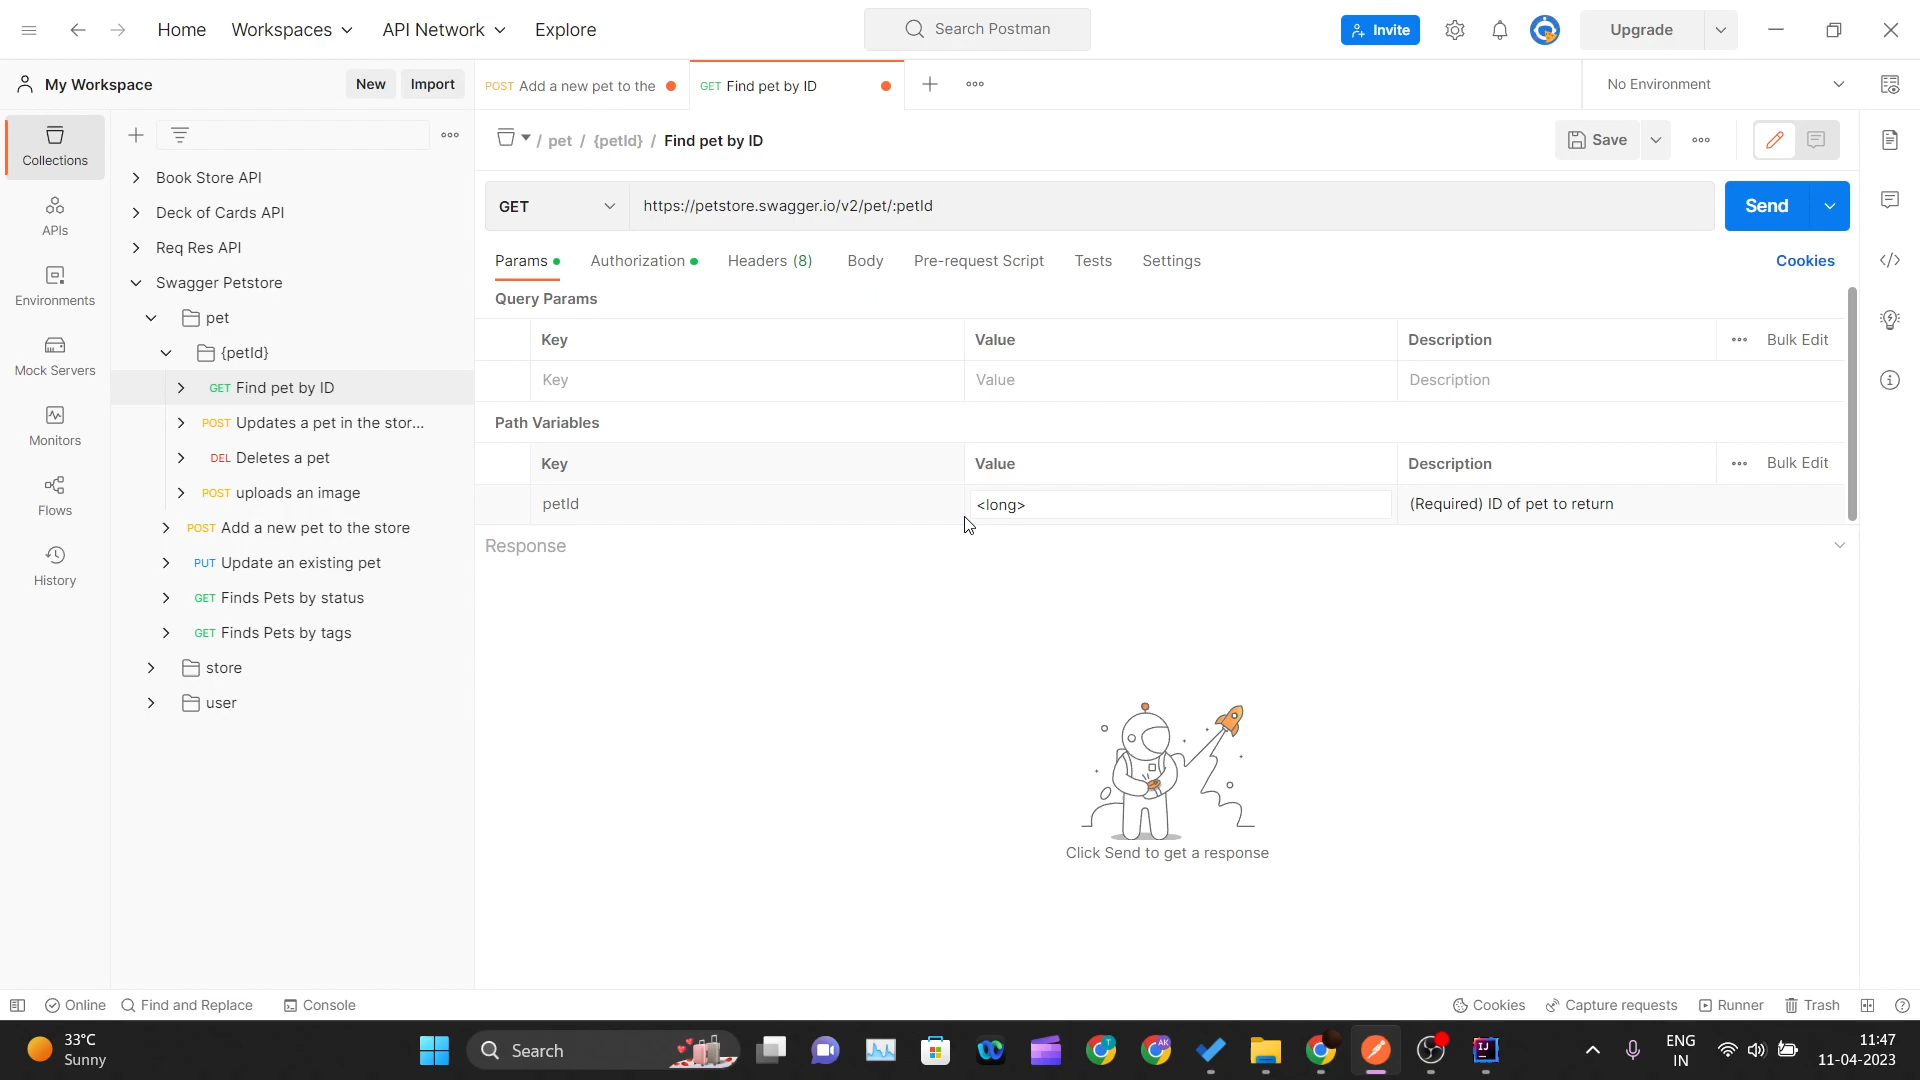 Home
Workspaces
API Network
Explore
Search Postman
Invite
Upgrade
My Workspace
New
Import
POST Add a new pet to the
GET Find pet by ID
No Environment
Collections
APIs
Environments
Mock Servers
Monitors
Flows
History
Book Store API
Deck of Cards API
Req Res API
Swagger Petstore
pet
{petId}
GET Find pet by ID
POST Updates a pet in the stor...
DEL Deletes a pet
POST uploads an image
POST Add a new pet to the store
PUT Update an existing pet
GET Finds Pets by status
GET Finds Pets by tags
store
user
/ pet / {petId} / Find pet by ID
Save
GET
https://petstore.swagger.io/v2/pet/:petId
Send
Params
Authorization
Headers (8)
Body
Pre-request Script
Tests
Settings
Cookies
Query Params
Key Value Description Bulk Edit
Key Value Description
Path Variables
Key Value Description Bulk Edit
petId <long> (Required) ID of pet to return
Response
Click Send to get a response
Online
Find and Replace
Console
Cookies
Capture requests
Runner
Trash
33°C
Sunny
Search
T
AK
IJ
ENG
IN
11:47
11-04-2023